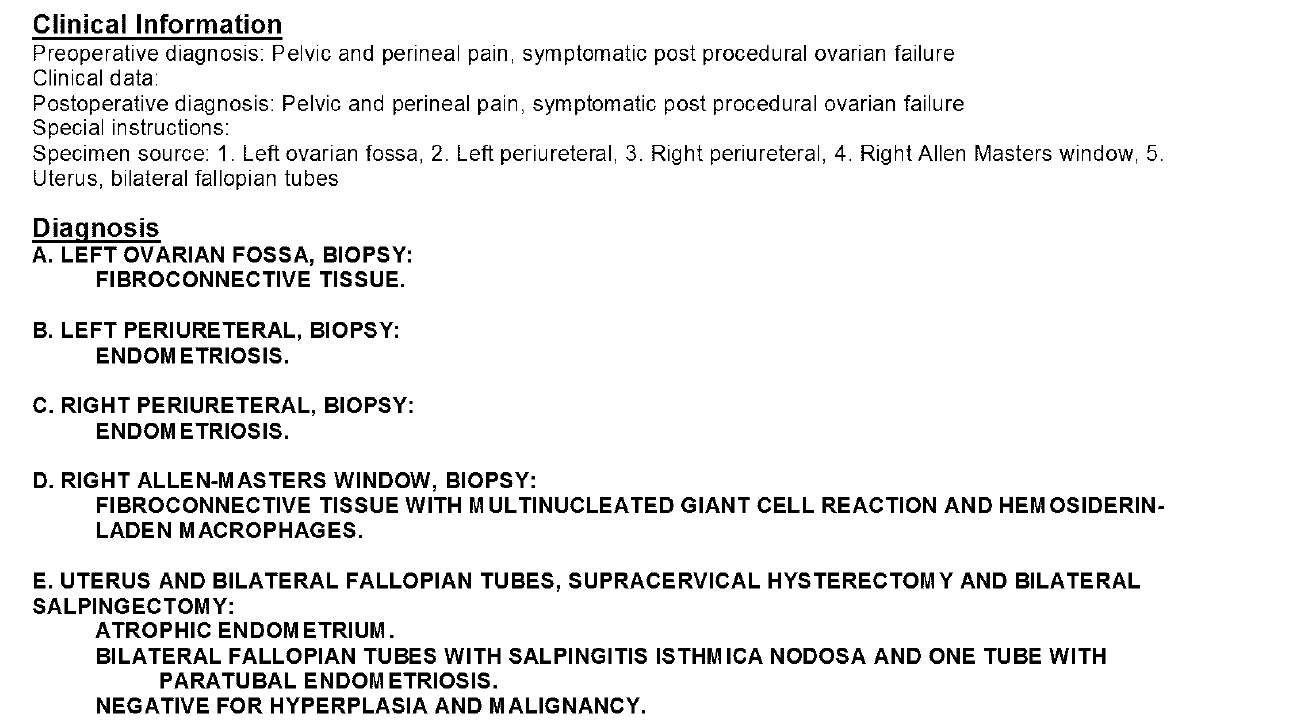 Clinical Information
Preoperative diagnosis: Pelvic and perineal pain, symptomatic post procedural ovarian failure
Clinical data:
Postoperative diagnosis: Pelvic and perineal pain, symptomatic post procedural ovarian failure
Special instructions:
Specimen source: 1. Left ovarian fossa, 2. Left periureteral, 3. Right periureteral, 4. Right Allen Masters window, 5.
Uterus, bilateral fallopian tubes
Diagnosis
A. LEFT OVARIAN FOSSA, BIOPSY:
FIBROCONNECTIVE TISSUE.
B. LEFT PERIURETERAL, BIOPSY:
ENDOMETRIOSIS.
C. RIGHT PERIURETERAL, BIOPSY:
ENDOMETRIOSIS.
D. RIGHT ALLEN-MASTERS WINDOW, BIOPSY:
FIBROCONNECTIVE TISSUE WITH MULTINUCLEATED GIANT CELL REACTION AND HEMOSIDERIN-
LADEN MACROPHAGES.
E. UTERUS AND BILATERAL FALLOPIAN TUBES, SUPRACERVICAL HYSTERECTOMY AND BILATERAL
SALPINGECTOMY:
ATROPHIC ENDOMETRIUM.
BILATERAL FALLOPIAN TUBES WITH SALPINGITIS ISTHMICA NODOSA AND ONE TUBE WITH
PARATUBAL ENDOMETRIOSIS.
NEGATIVE FOR HYPERPLASIA AND MALIGNANCY.